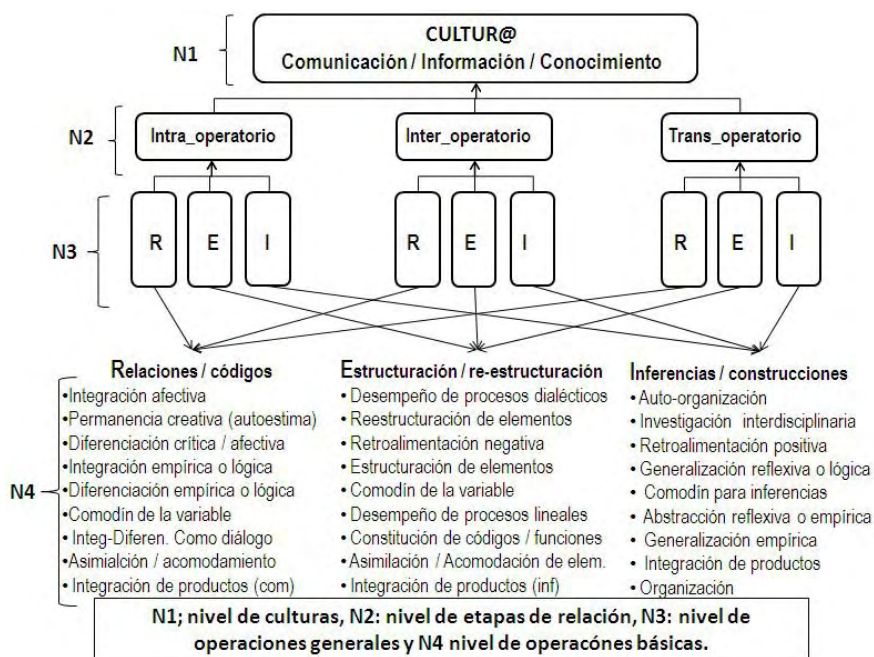 CULTUR@
N1
Comunicación / Información / Conocimiento
N2
Intra_operatorio
Inter_operatorio
Trans_operatorio
N3
R E I
R E I
R E I
Relaciones / códigos
•Integración afectiva
•Permanencia creativa (autoestima)
•Diferenciación crítica / afectiva
•Integración empírica o lógica
•Diferenciación empírica o lógica
•Comodín de la variable
• Integ-Diferen. Como diálogo
•Asimialción / acomodamiento
• Integración de productos (com)
Estructuración / re-estructuración
• Desempeño de procesos dialécticos
• Reestructuración de elementos
• Retroalimentación negativa
• Estructuración de elementos
• Comodín de la variable
• Desempeño de procesos lineales
• Constitución de códigos / funciones
• Asimilación / Acomodación de elem.
• Integración de productos (inf)
Inferencias / construcciones
• Auto-organización
• Investigación interdisciplinaria
• Retroalimentación positiva
• Generalización reflexiva o lógica
• Comodín para inferencias
• Abstracción reflexiva o empírica
• Generalización empírica
• Integración de productos
• Organización
N4
N1; nivel de culturas, N2: nivel de etapas de relación, N3: nivel de
operaciones generales y N4 nivel de operacónes básicas.